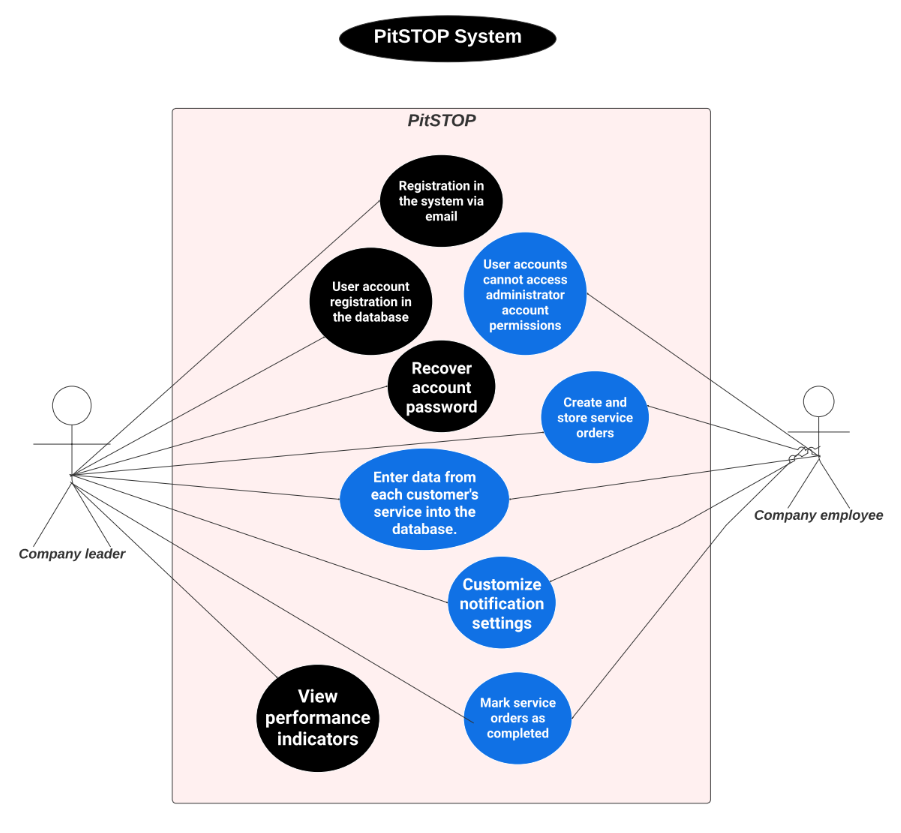 PitSTOP System
PitSTOP
Registration in
the system via
email
User accounts
cannot access
administrator
account
permissions
User account
registration in
the database
Recover
account
password
Create and
store service
orders
Enter data from
each customer's
service into the
database.
Company employee
Company leader
Customize
notification
settings
View
performance
indicators
Mark service
orders as
completed